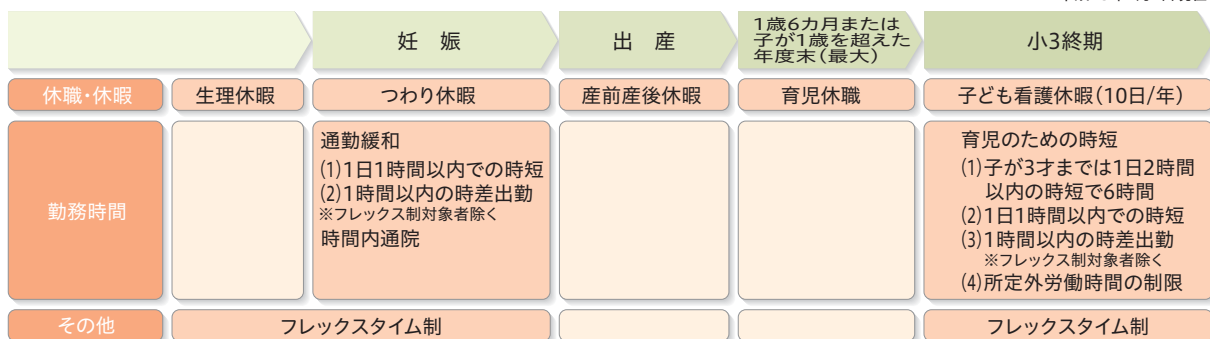 妊 娠
出 産
1歳6カ月または
子が1歳を超えた
年度末(最大)
小3終期
休職・休暇
生理休暇
つわり休暇
産前産後休暇
育児休職
子ども看護休暇(10日/年)
勤務時間
通勤緩和
(1)1日1時間以内での時短
(2)1時間以内の時差出勤
※フレックス制対象者除く
時間内通院
育児のための時短
(1)子が3才までは1日2時間
以内の時短で6時間
(2)1日1時間以内での時短
(3)1時間以内の時差出勤
※フレックス制対象者除く
(4)所定外労働時間の制限
その他
フレックスタイム制
フレックスタイム制